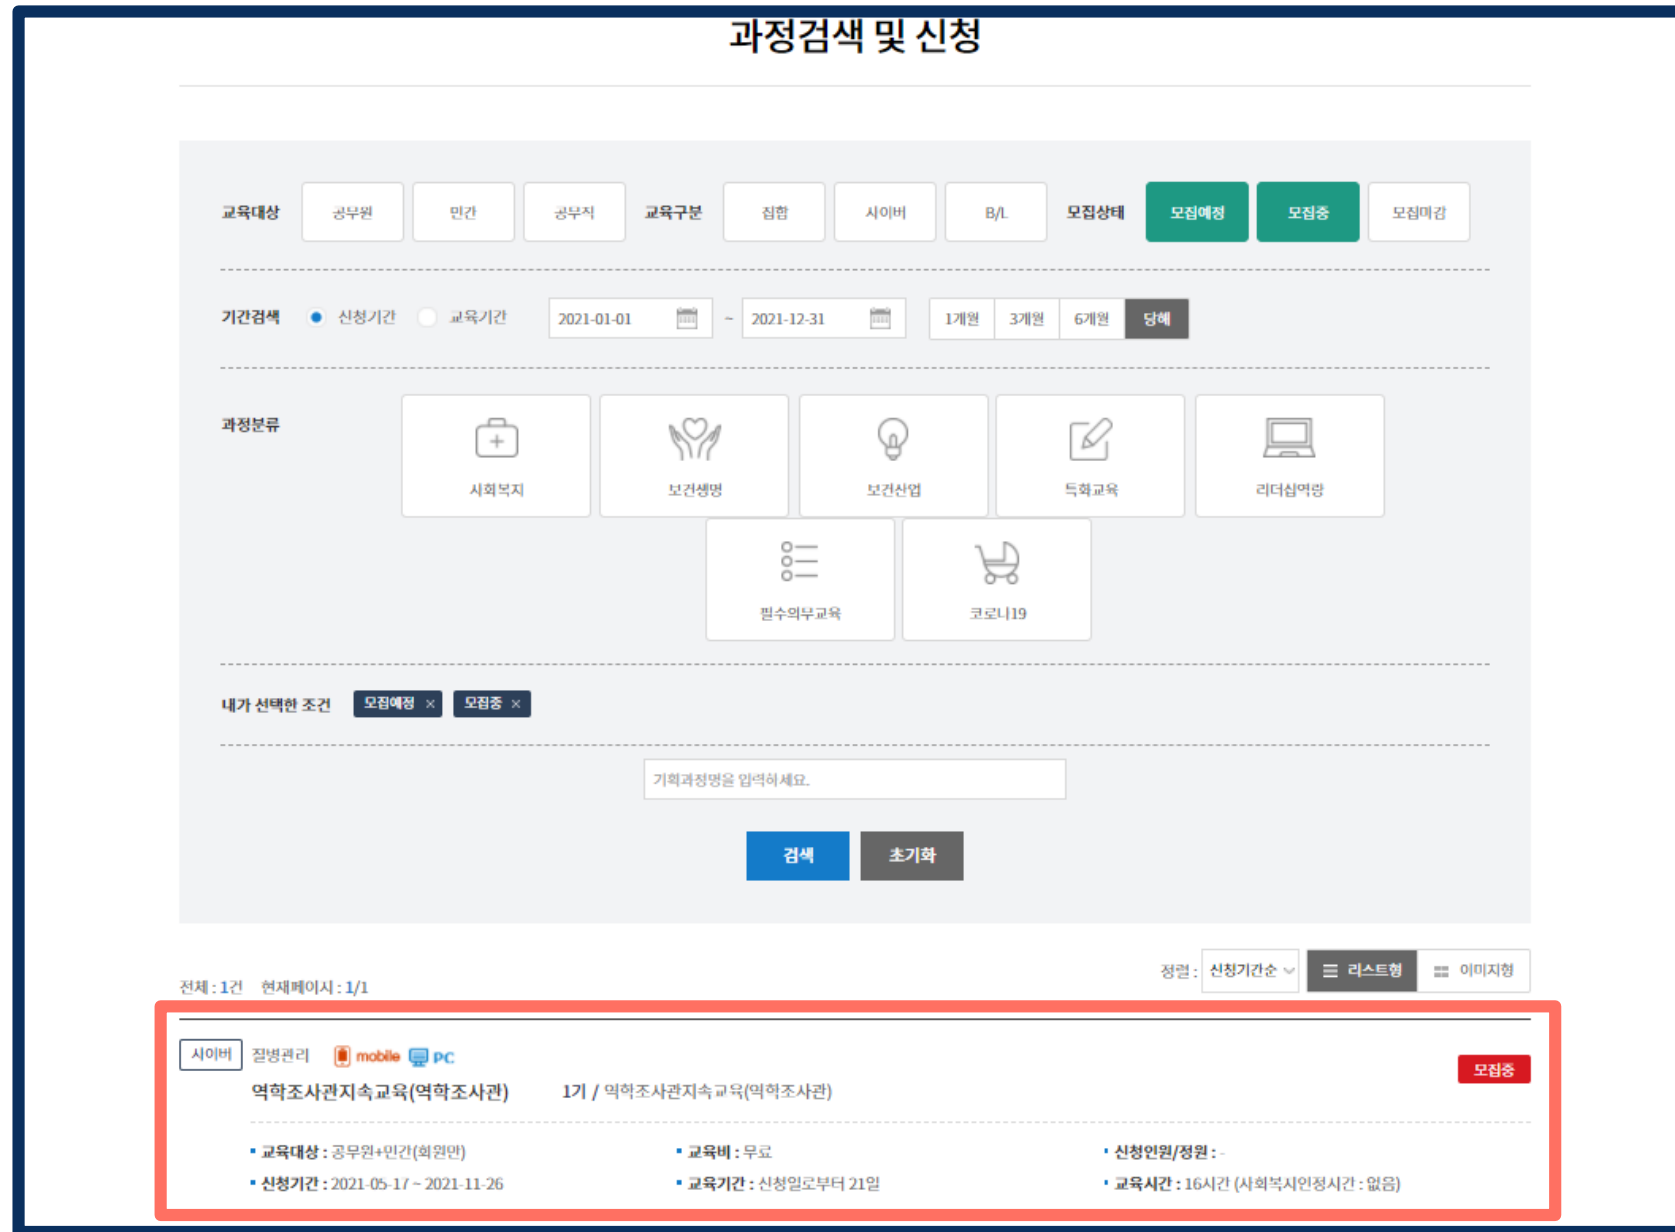 과정검색 및 신청
교육대상 공무원 민간 공무직 교육구분 집합 사이버 B/L 모집상태 모집예정 모집중 모집마감
기간검색 신청기간 교육기간 2021-01-01 ~ 2021-12-31 1개월 3개월 6개월 당해
과정분류
사회복지 보건생명 보건산업 특화교육 리더십역량
필수의무교육 코로나19
내가 선택한 조건 모집예정 × 모집중 ×
기획과정명을 입력하세요.
검색 초기화
정렬 : 신청기간순 리스트형 이미지형
전체 : 1건 현재페이지 : 1/1
사이버 질병관리 mobile PC 모집중
역학조사관지속교육(역학조사관) 1기 / 역학조사관지속교육(역학조사관)
교육대상 : 공무원+민간(회원만) 교육비 : 무료 신청인원/정원 : -
신청기간 : 2021-05-17 ~ 2021-11-26 교육기간 : 신청일로부터 21일 교육시간 : 16시간 (사회복지인정시간 : 없음)